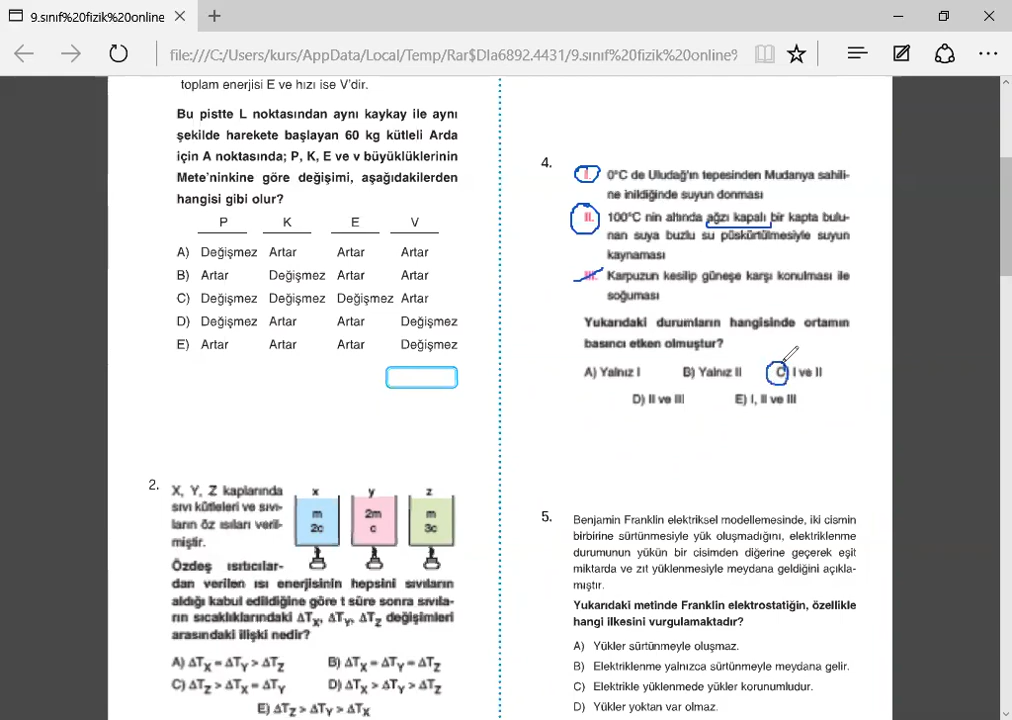 9.sınıf%20fizik%20online
file:///C:/Users/kurs/AppData/Local/Temp/Rar$DIa6892.4431/9.sınıf%20fizik%20online%
toplam enerjisi E ve hızı ise V'dir.
Bu pistte L noktasından aynı kaykay ile aynı
şekilde harekete başlayan 60 kg kütleli Arda
için A noktasında; P, K, E ve v büyüklüklerinin
Mete'ninkine göre değişimi, aşağıdakilerden
hangisi gibi olur?
P K E V
A) Değişmez Artar Artar Artar
B) Artar Değişmez Artar Artar
C) Değişmez Değişmez Değişmez Artar
D) Değişmez Artar Artar Değişmez
E) Artar Artar Artar Değişmez
2. X, Y, Z kaplarında
sıvı kütleleri ve sıvı-
ların öz ısıları veril-
miştir.
x y z
m 2m m
2c c 3c
Özdeş ısıtıcılar-
dan verilen ısı enerjisinin hepsini sıvıların
aldığı kabul edildiğine göre t süre sonra sıvıla-
rın sıcaklıklarındaki ΔTX, ΔTY, ΔTZ değişimleri
arasındaki ilişki nedir?
A) ΔTX = ΔTY > ΔTZ B) ΔTX = ΔTY = ΔTZ
C) ΔTZ > ΔTX = ΔTY D) ΔTX > ΔTY > ΔTZ
E) ΔTZ > ΔTY > ΔTX
4. I. 0°C de Uludağ'ın tepesinden Mudanya sahili-
ne inildiğinde suyun donması
II. 100°C nin altında ağzı kapalı bir kapta bulu-
nan suya buzlu su püskürtülmesiyle suyun
kaynaması
III. Karpuzun kesilip güneşe karşı konulması ile
soğuması
Yukarıdaki durumların hangisinde ortamın
basıncı etken olmuştur?
A) Yalnız I B) Yalnız II C) I ve II
D) II ve III E) I, II ve III
5. Benjamin Franklin elektriksel modellemesinde, iki cismin
birbirine sürtünmesiyle yük oluşmadığını, elektriklenme
durumunun yükün bir cisimden diğerine geçerek eşit
miktarda ve zıt yüklenmesiyle meydana geldiğini açıkla-
mıştır.
Yukarıdaki metinde Franklin elektrostatiğin, özellikle
hangi ilkesini vurgulamaktadır?
A) Yükler sürtünmeyle oluşmaz.
B) Elektriklenme yalnızca sürtünmeyle meydana gelir.
C) Elektrikle yüklenmede yükler korunumludur.
D) Yükler yoktan var olmaz.